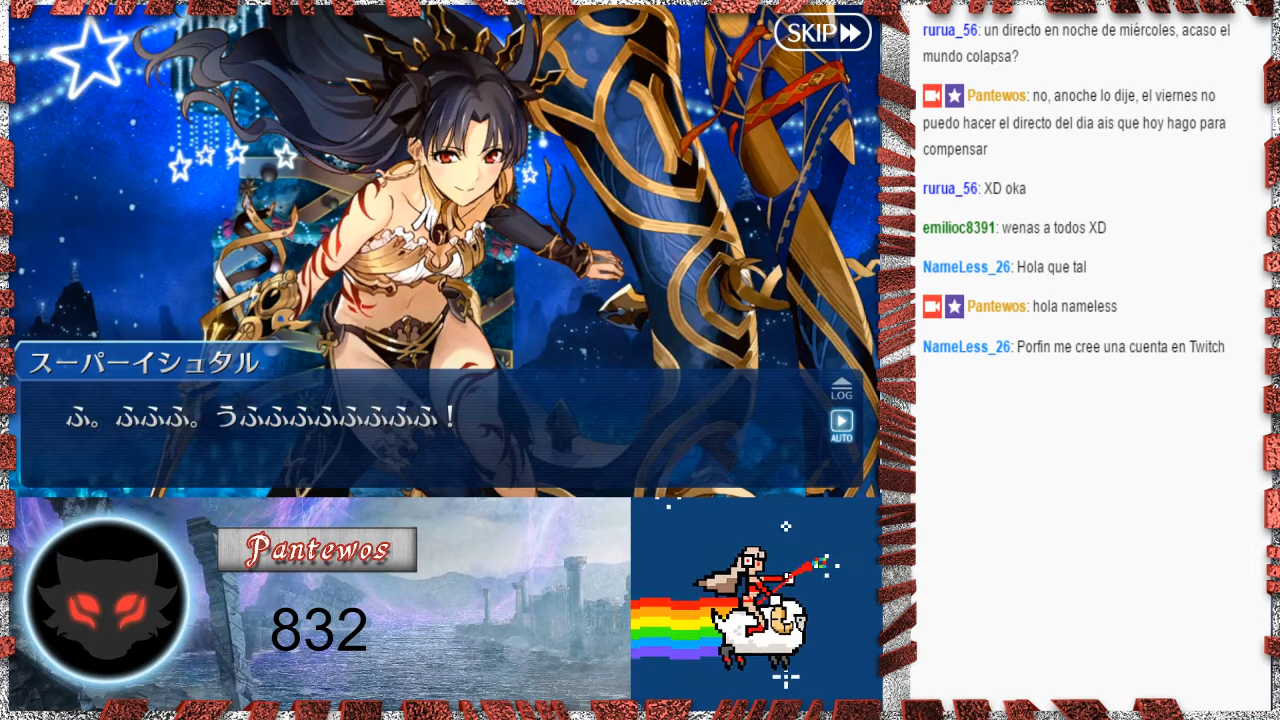 SKIP
スーパーイシュタル
ふ。ふふふ。うふふふふふふふふ！
LOG
AUTO
Pantewos
832
rurua_56: un directo en noche de miércoles, acaso el
mundo colapsa?
Pantewos: no, anoche lo dije, el viernes no
puedo hacer el directo del dia ais que hoy hago para
compensar
rurua_56: XD oka
emilioc8391: wenas a todos XD
NameLess_26: Hola que tal
Pantewos: hola nameless
NameLess_26: Porfin me cree una cuenta en Twitch